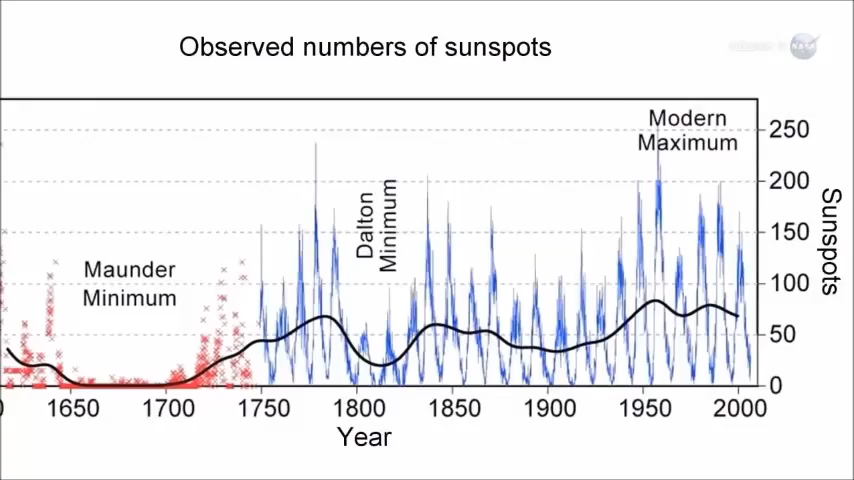 Observed numbers of sunspots
NASA
Modern
Maximum
250
200
150
100
50
0
Sunspots
Dalton
Minimum
Maunder
Minimum
1650
1700
1750
1800
1850
1900
1950
2000
Year